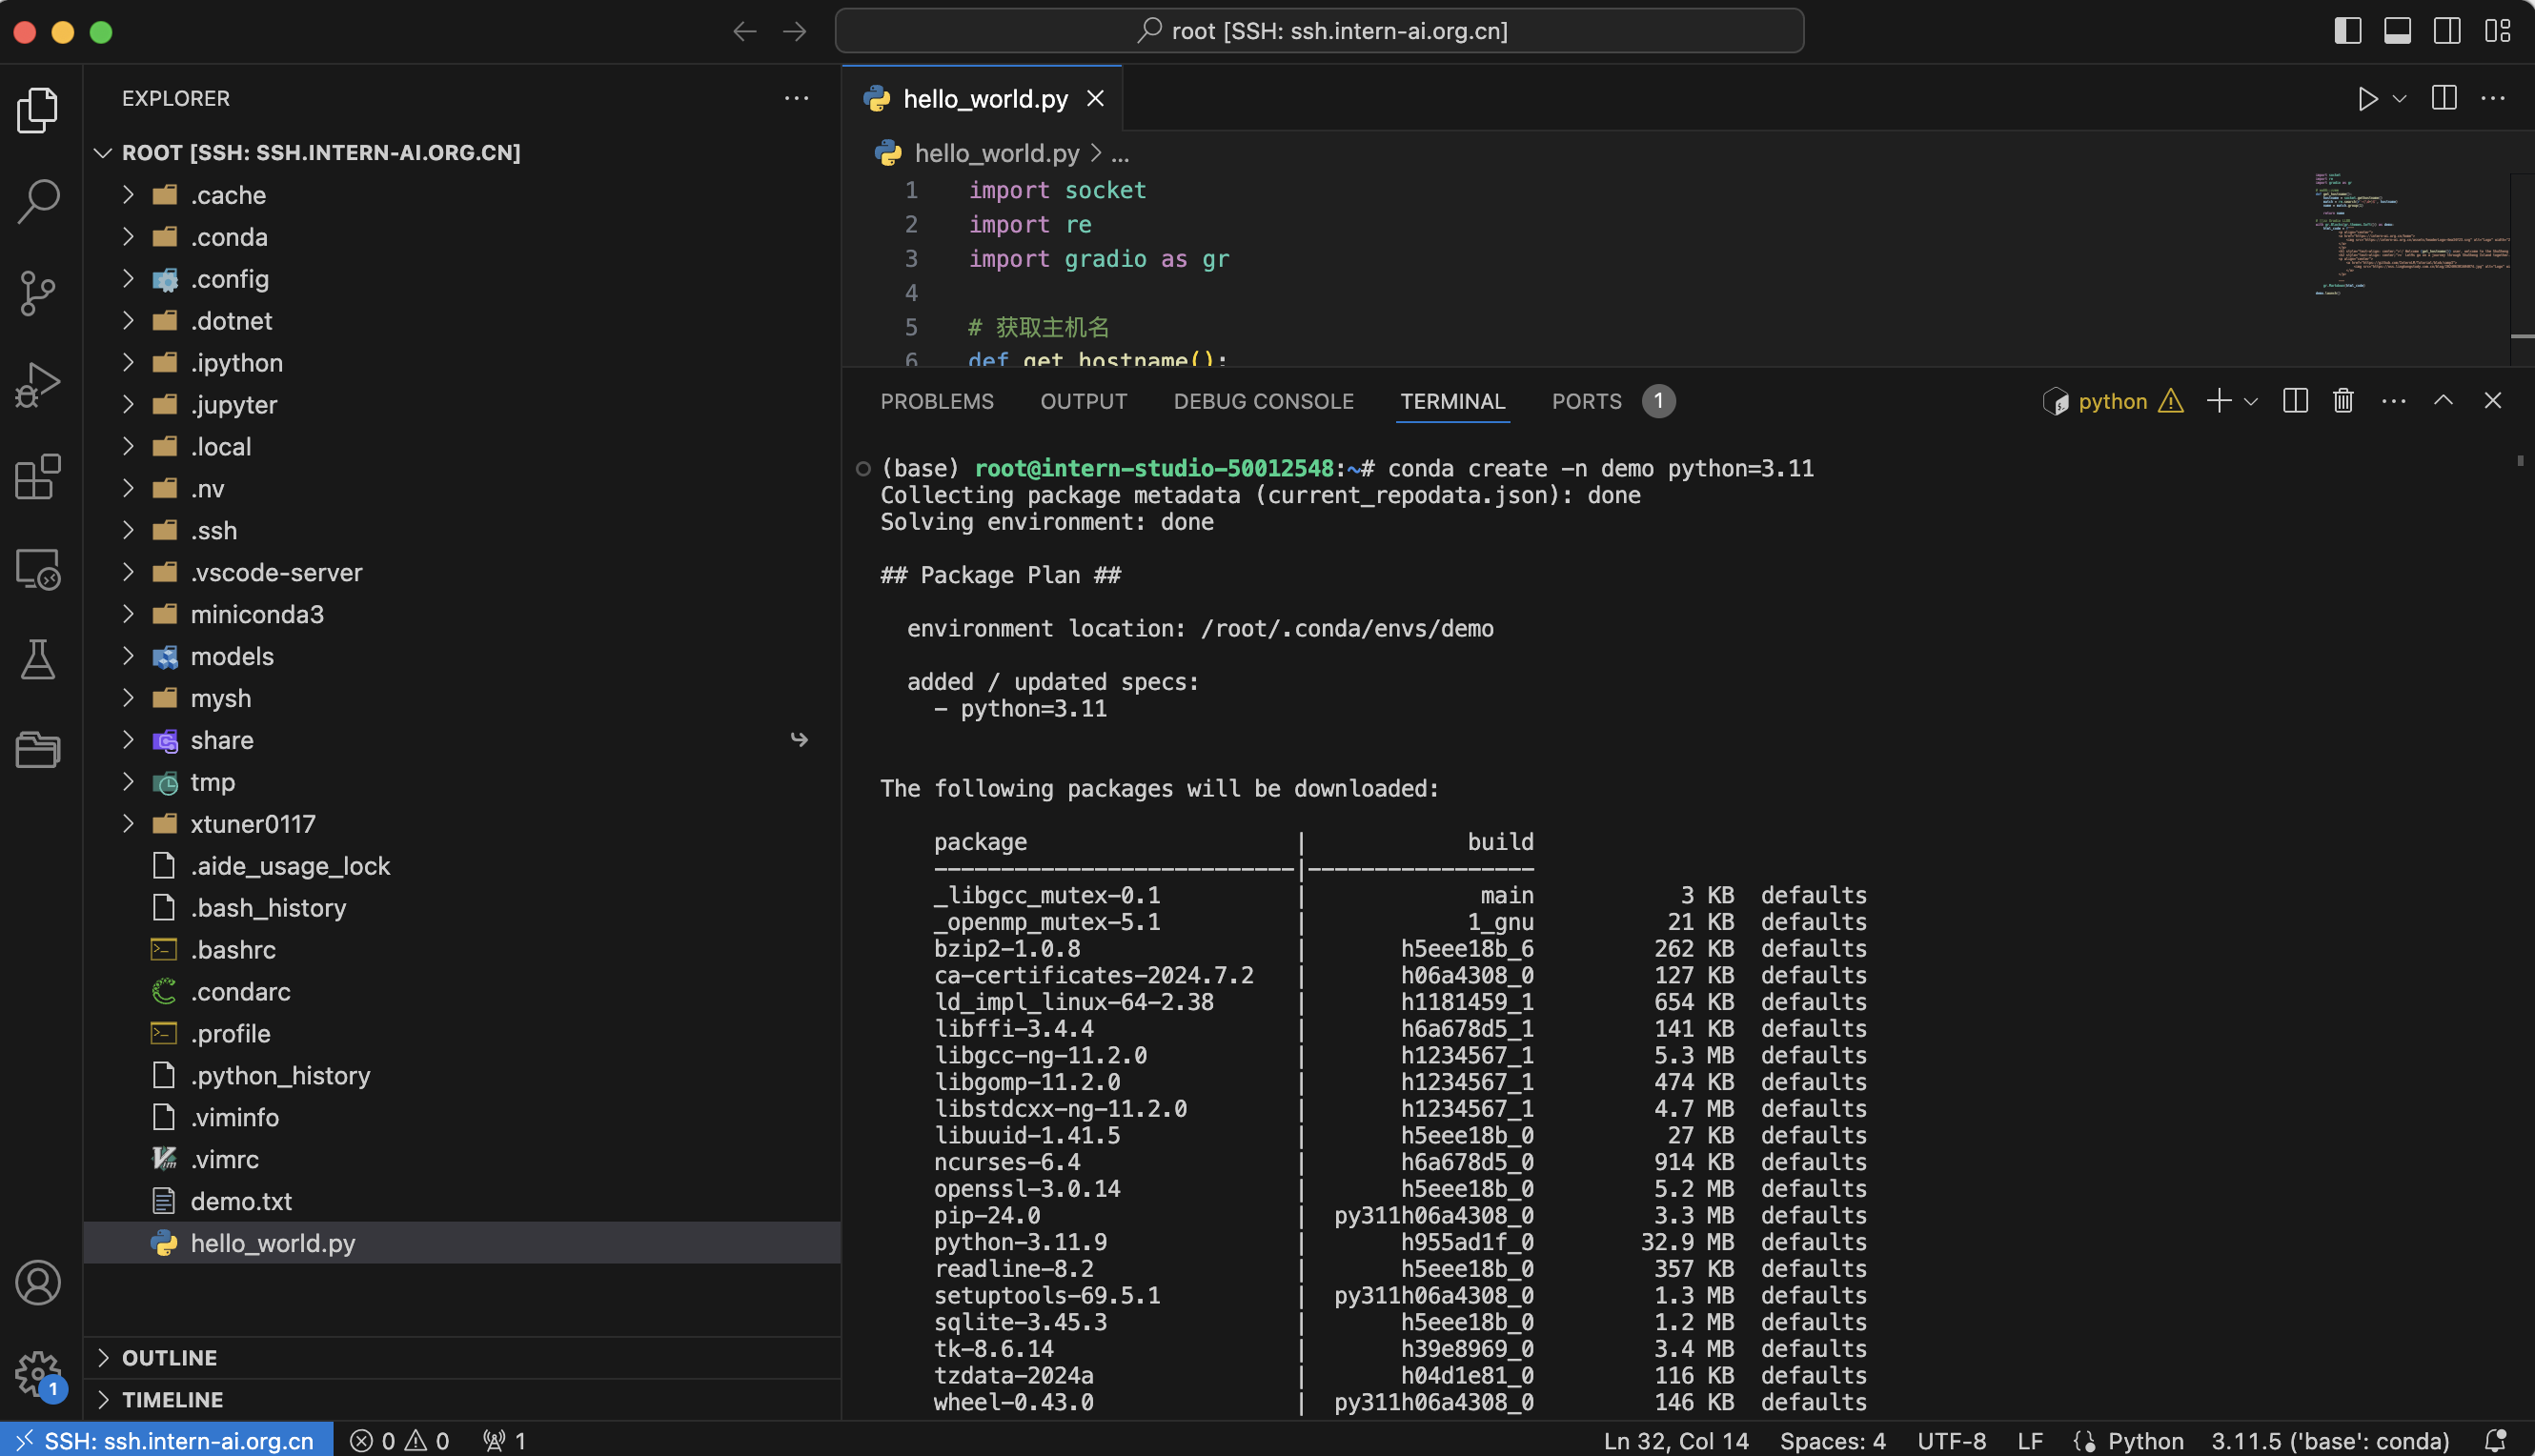 root [SSH: ssh.intern-ai.org.cn]
EXPLORER
ROOT [SSH: SSH.INTERN-AI.ORG.CN]
.cache
.conda
.config
.dotnet
.ipython
.jupyter
.local
.nv
.ssh
.vscode-server
miniconda3
models
mysh
share
tmp
xtuner0117
.aide_usage_lock
.bash_history
.bashrc
.condarc
.profile
.python_history
.viminfo
.vimrc
demo.txt
hello_world.py
OUTLINE
TIMELINE
1
hello_world.py
hello_world.py > ...
1 import socket
2 import re
3 import gradio as gr
4
5 # 获取主机名
6 def get_hostname():
PROBLEMS OUTPUT DEBUG CONSOLE TERMINAL PORTS 1
python
(base) root@intern-studio-50012548:~# conda create -n demo python=3.11
Collecting package metadata (current_repodata.json): done
Solving environment: done
## Package Plan ##
environment location: /root/.conda/envs/demo
added / updated specs:
- python=3.11
The following packages will be downloaded:
package | build
---------------------------|-----------------
_libgcc_mutex-0.1 | main 3 KB defaults
_openmp_mutex-5.1 | 1_gnu 21 KB defaults
bzip2-1.0.8 | h5eee18b_6 262 KB defaults
ca-certificates-2024.7.2 | h06a4308_0 127 KB defaults
ld_impl_linux-64-2.38 | h1181459_1 654 KB defaults
libffi-3.4.4 | h6a678d5_1 141 KB defaults
libgcc-ng-11.2.0 | h1234567_1 5.3 MB defaults
libgomp-11.2.0 | h1234567_1 474 KB defaults
libstdcxx-ng-11.2.0 | h1234567_1 4.7 MB defaults
libuuid-1.41.5 | h5eee18b_0 27 KB defaults
ncurses-6.4 | h6a678d5_0 914 KB defaults
openssl-3.0.14 | h5eee18b_0 5.2 MB defaults
pip-24.0 | py311h06a4308_0 3.3 MB defaults
python-3.11.9 | h955ad1f_0 32.9 MB defaults
readline-8.2 | h5eee18b_0 357 KB defaults
setuptools-69.5.1 | py311h06a4308_0 1.3 MB defaults
sqlite-3.45.3 | h5eee18b_0 1.2 MB defaults
tk-8.6.14 | h39e8969_0 3.4 MB defaults
tzdata-2024a | h04d1e81_0 116 KB defaults
wheel-0.43.0 | py311h06a4308_0 146 KB defaults
SSH: ssh.intern-ai.org.cn 0 0 1 Ln 32, Col 14 Spaces: 4 UTF-8 LF Python 3.11.5 ('base': conda)